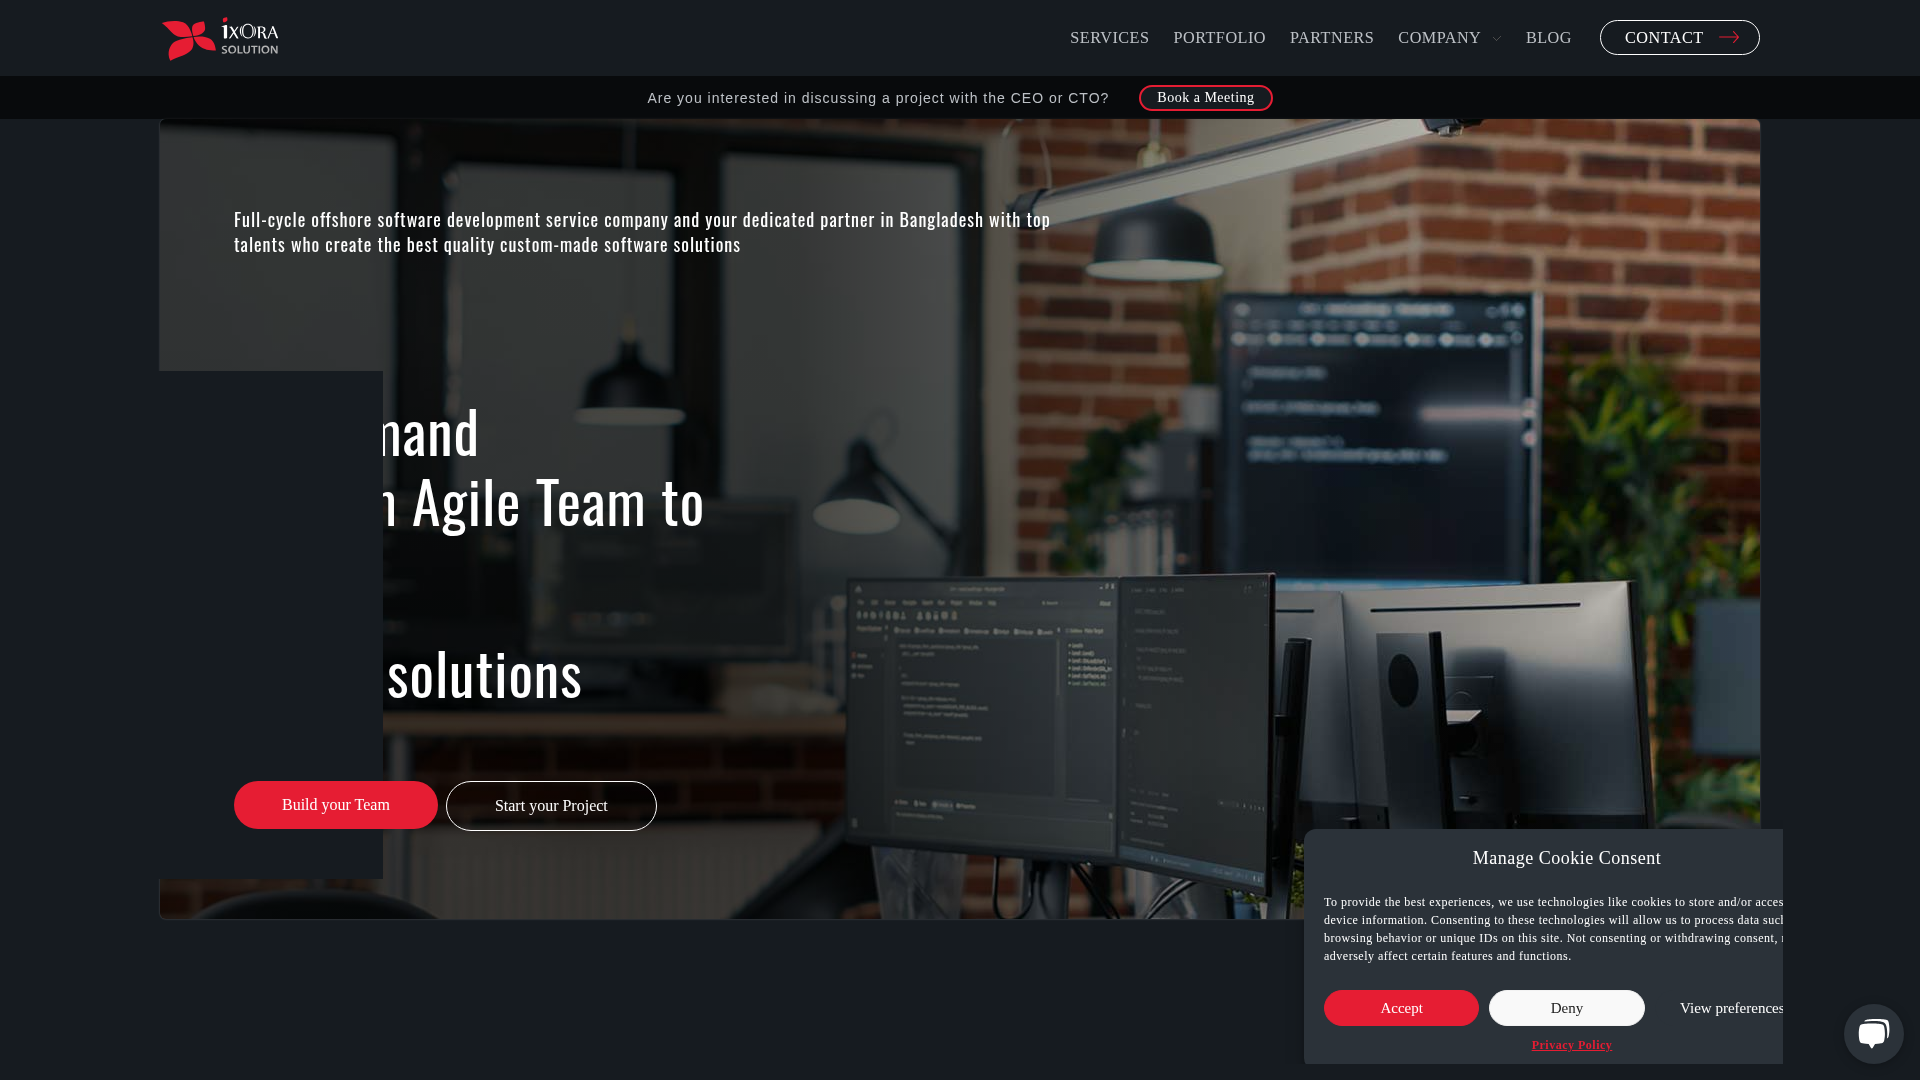 iXORA
SOLUTION
SERVICES
PORTFOLIO
PARTNERS
COMPANY
BLOG
CONTACT
Are you interested in discussing a project with the CEO or CTO?
Book a Meeting
Full-cycle offshore software development service company and your dedicated partner in Bangladesh with top
talents who create the best quality custom-made software solutions
mand
n Agile Team to
solutions
Build your Team
Start your Project
Manage Cookie Consent
To provide the best experiences, we use technologies like cookies to store and/or acces
device information. Consenting to these technologies will allow us to process data such
browsing behavior or unique IDs on this site. Not consenting or withdrawing consent,
adversely affect certain features and functions.
Accept
Deny
View preferences
Privacy Policy